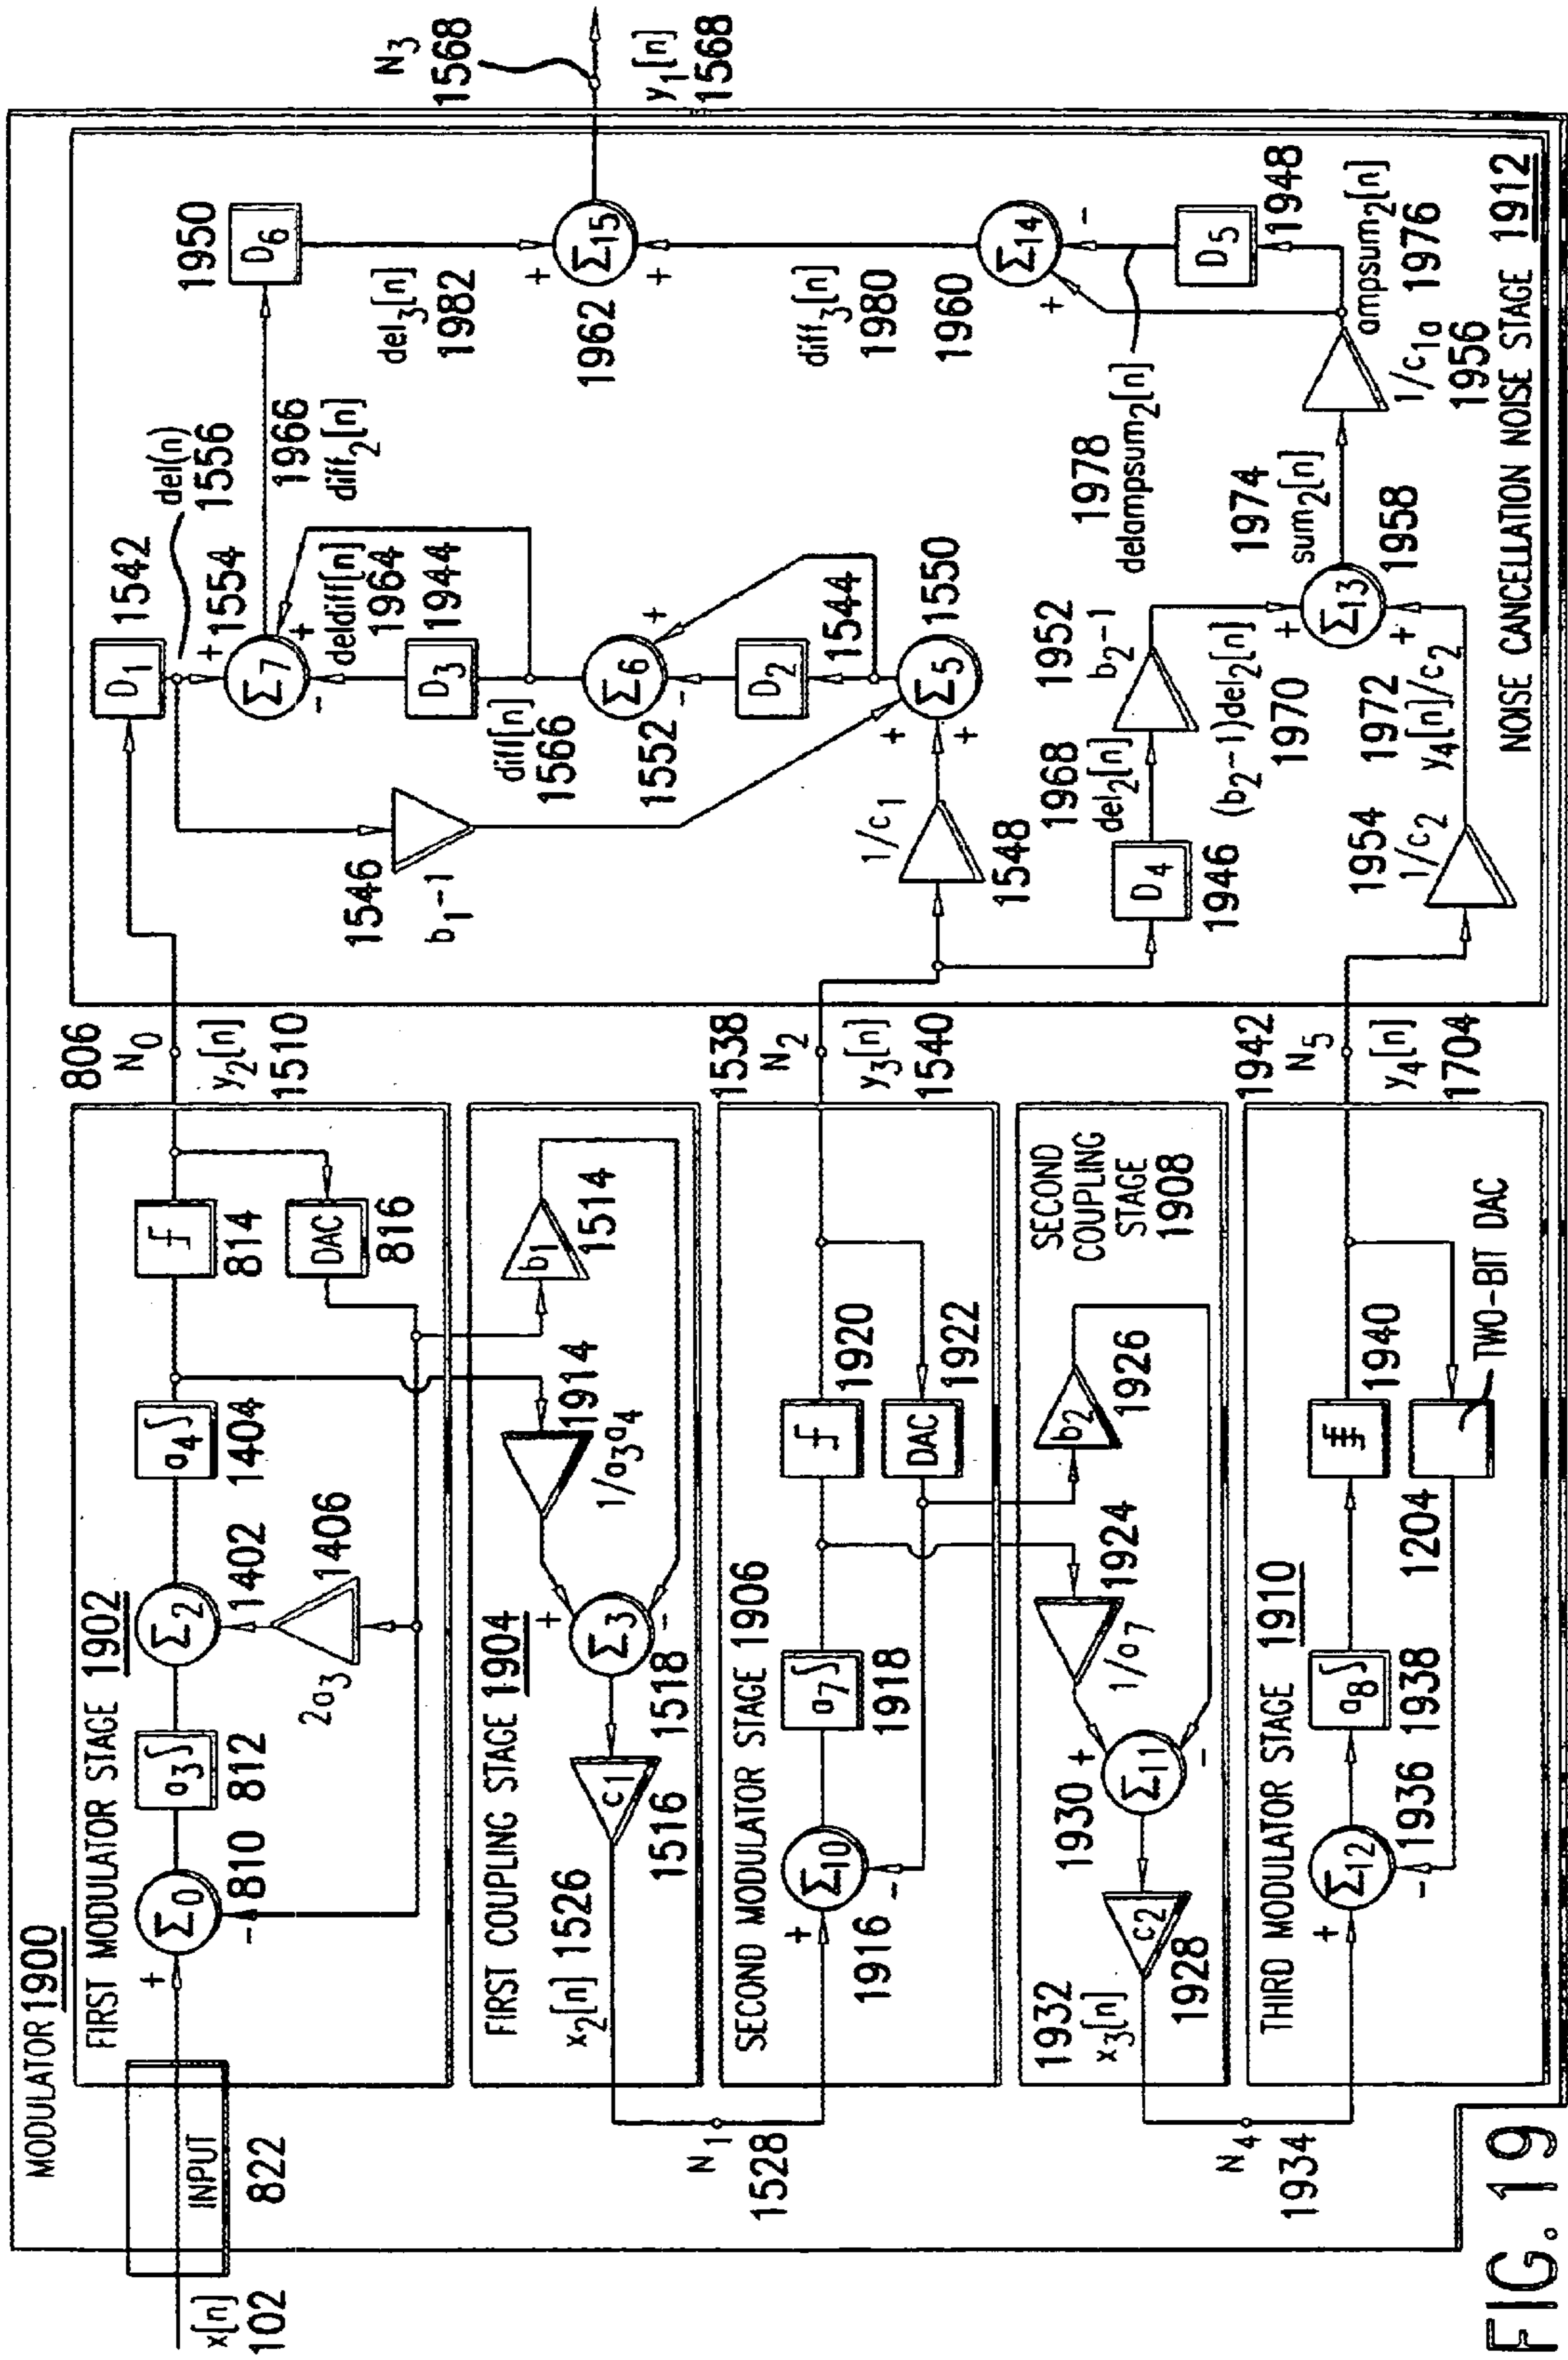 MODULATOR 1900
x[n]
102
INPUT
822
FIRST MODULATOR STAGE 1902
+
Σ0
-
810
a3∫
812
Σ2
1402
2a3
1406
a4∫
1404
814
DAC
816
806
N0
y2[n]
1510
FIRST COUPLING STAGE 1904
x2[n] 1526
c1
1516
+
Σ3
-
1518
1914
1/a3a4
b1
1514
N1
1528
SECOND MODULATOR STAGE 1906
+
Σ10
-
1916
a7∫
1918
1920
DAC
1922
1538
N2
y3[n]
1540
1932
x3[n]
c2
1928
1930
+
Σ11
-
1924
1/a7
b2
1926
SECOND
COUPLING
STAGE
1908
N4
1934
THIRD MODULATOR STAGE 1910
+
Σ12
-
1936
a8∫
1938
1940
1204
TWO-BIT DAC
1942
N5
y4[n]
1704
D1
1542
del(n)
1556
1546
b1-1
+
Σ7
1554
-
+
deldiff[n]
1964
D3
1944
1966
diff2[n]
diff[n]
1566
Σ6
+
-
1552
D2
1544
+
Σ5
+
1550
1/c1
1548
1950
D6
del3[n]
1982
+
Σ15
+
1962
N3
1568
y1[n]
1568
diff3[n]
1980
Σ14
-
+
1960
D5
1948
1978
delampsum2[n]
ampsum2[n]
1976
1/c1a
1956
1968
del2[n]
D4
1946
1952
b2-1
(b2-1)del2[n]
1970
+
Σ13
+
1958
1974
sum2[n]
1954
1/c2
1972
y4[n]/c2
NOISE CANCELLATION NOISE STAGE 1912
FIG. 19